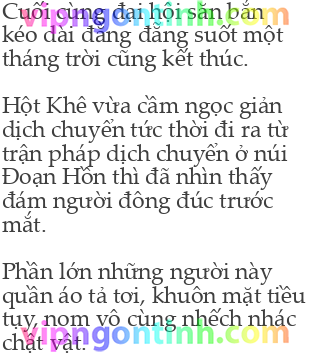 Cuối cùng đại hội săn bắn
kéo dài đằng đẵng suốt một
tháng trời cũng kết thúc.
Hột Khê vừa cầm ngọc giản
dịch chuyển tức thời đi ra từ
trận pháp dịch chuyển ở núi
Đoạn Hồn thì đã nhìn thấy
đám người đông đúc trước
mắt.
Phần lớn những người này
quần áo tả tơi, khuôn mặt tiều
tụy, nom vô cùng nhếch nhác
chật vật.
vipngontinh.com
vipngontinh.com